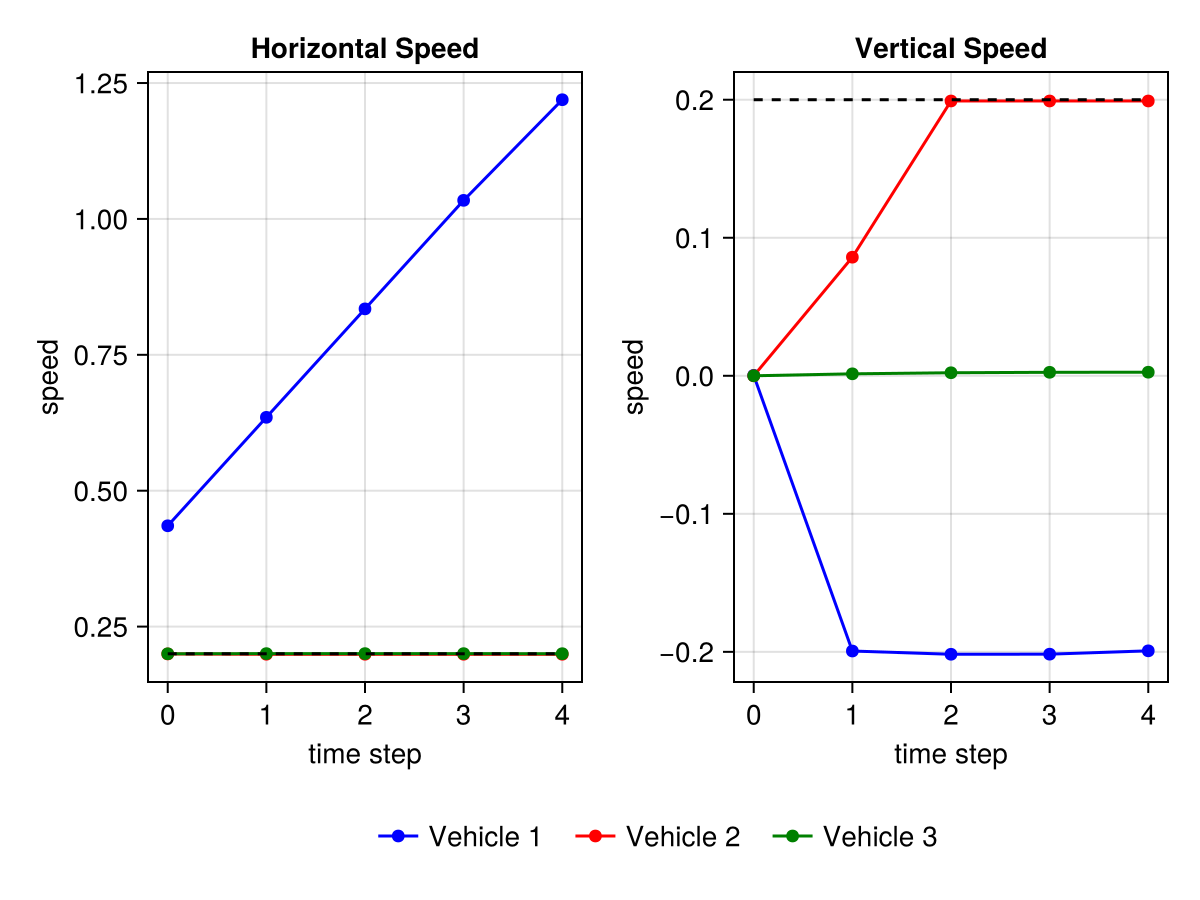 Horizontal Speed
1.25
1.00
0.75
0.50
0.25
speed
0 1 2 3 4
time step
Vertical Speed
0.2
0.1
0.0
−0.1
−0.2
speed
0 1 2 3 4
time step
Vehicle 1 Vehicle 2 Vehicle 3